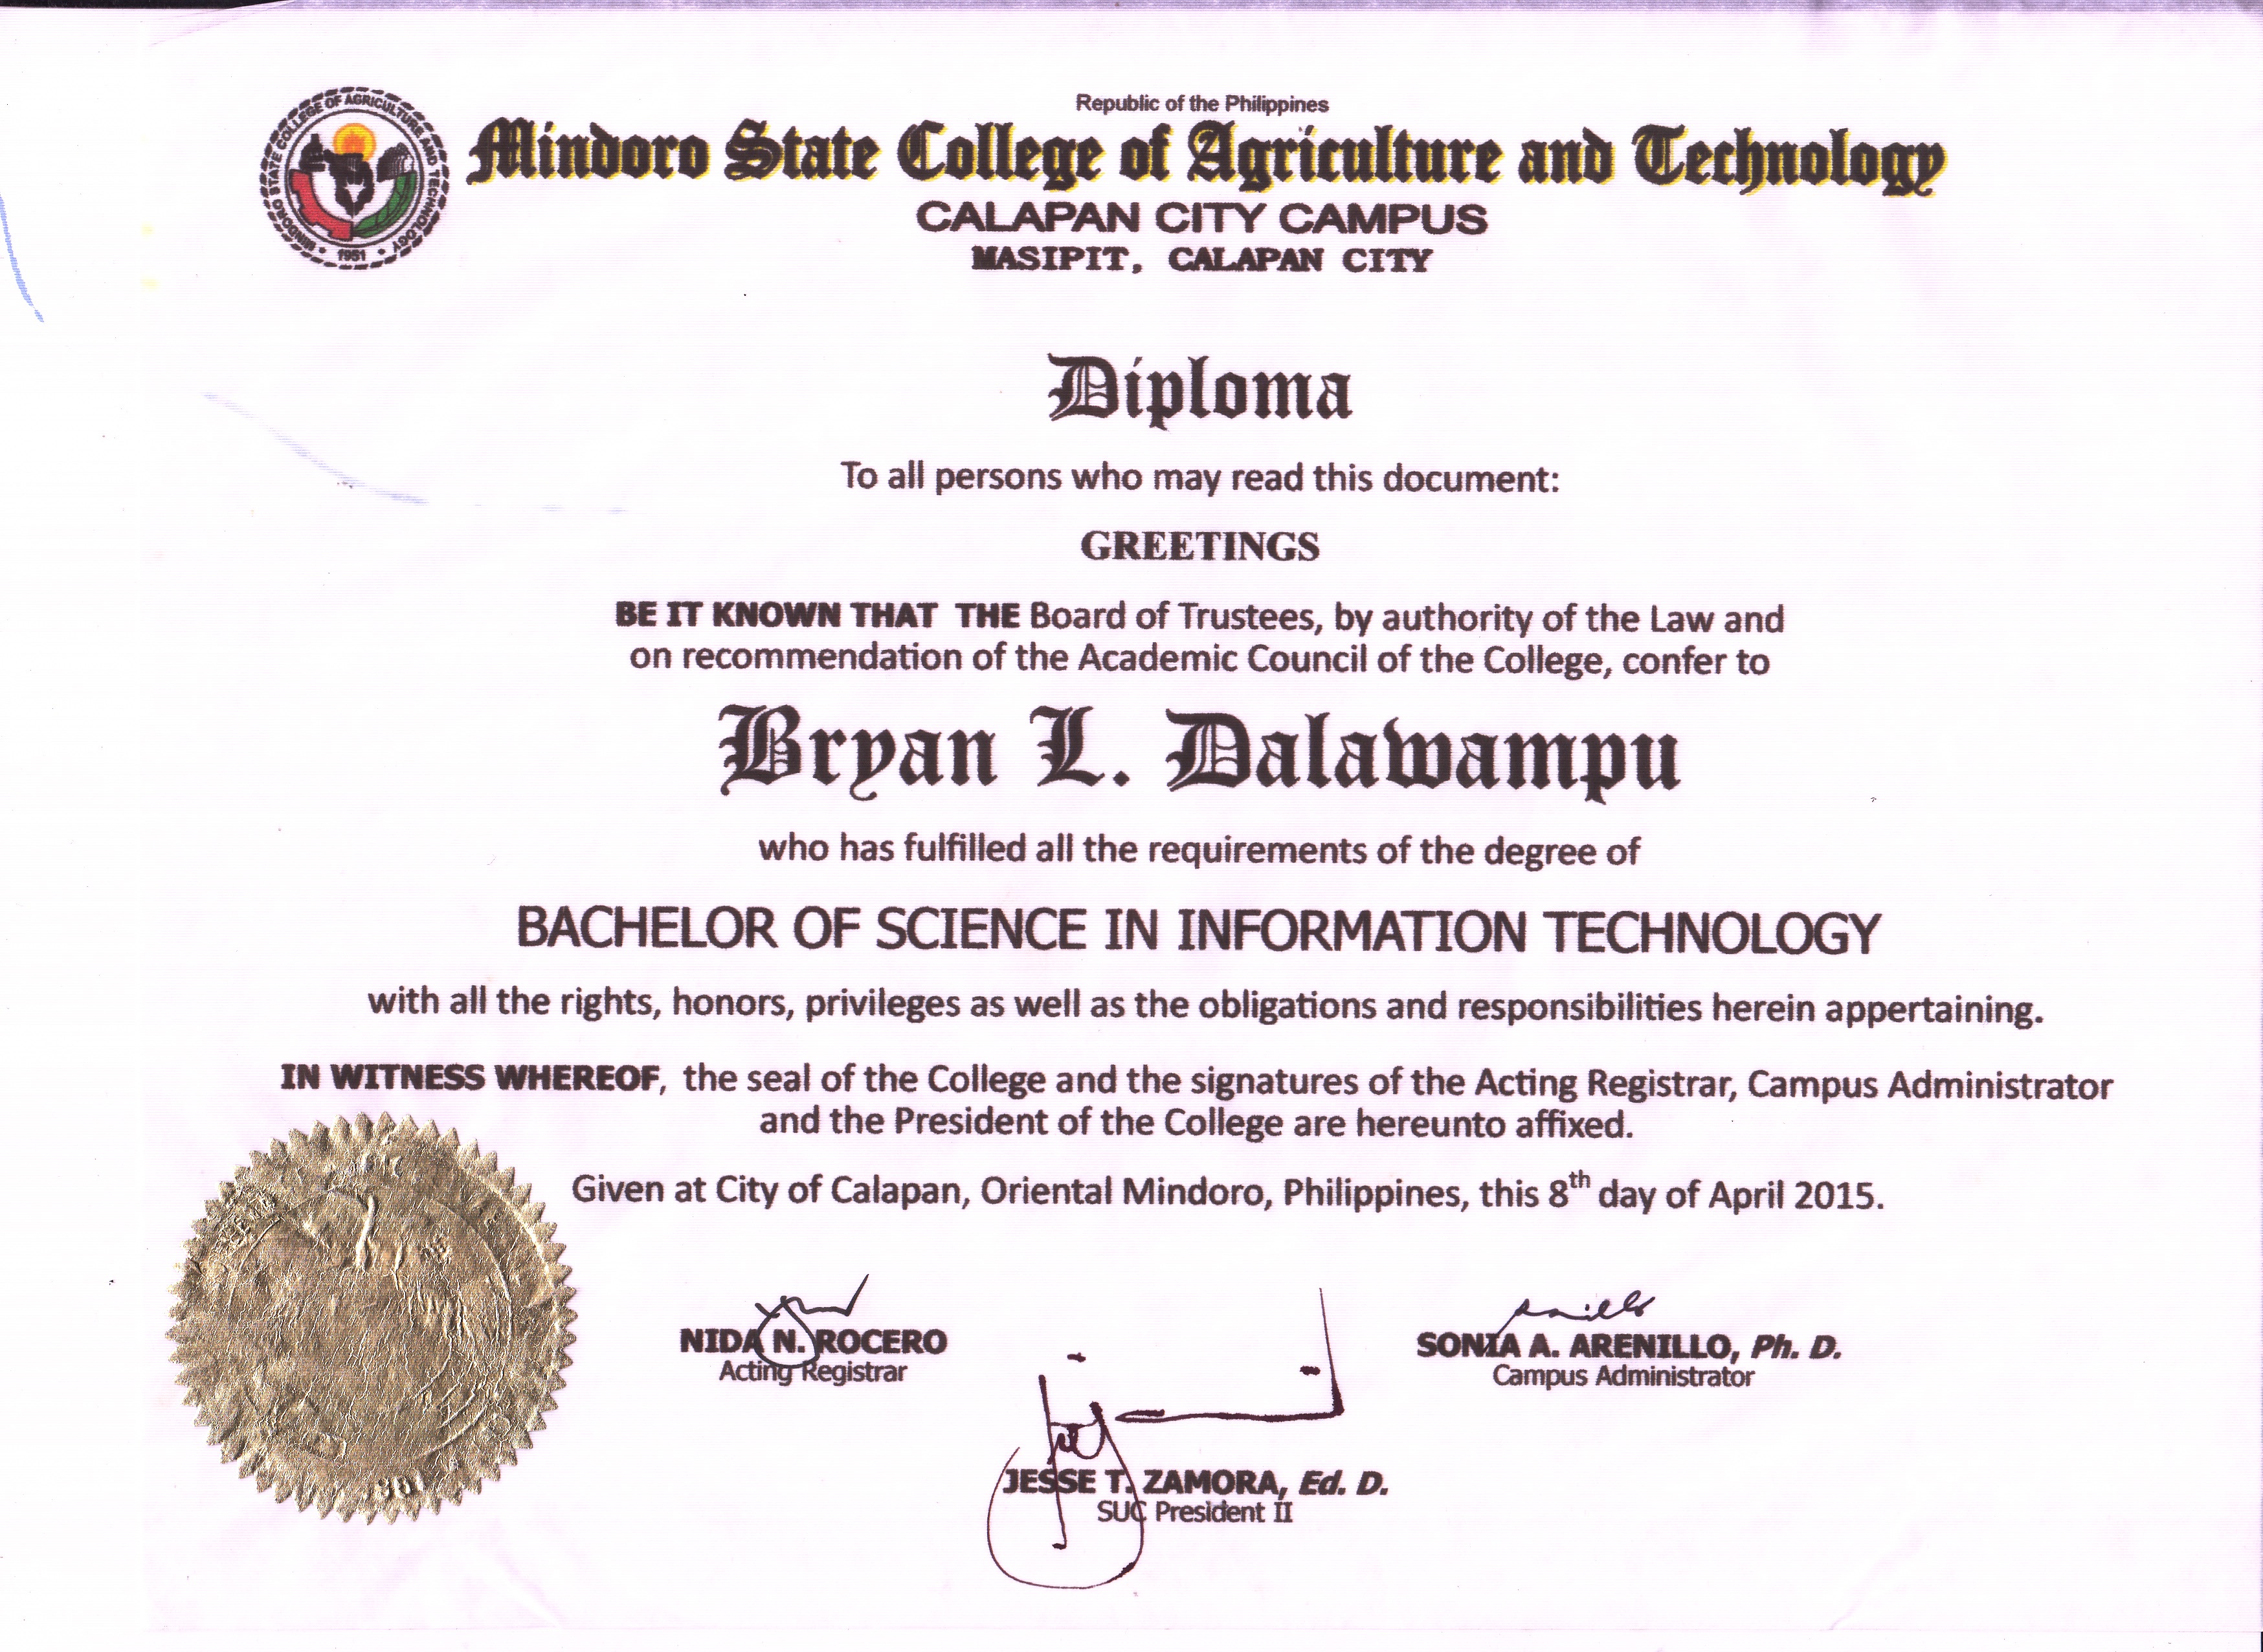 Republic of the Philippines
Mindoro State College of Agriculture and Technology
CALAPAN CITY CAMPUS
MASIPIT, CALAPAN CITY
MINDORO STATE COLLEGE OF AGRICULTURE AND TECHNOLOGY
1951
Diploma
To all persons who may read this document:
GREETINGS
BE IT KNOWN THAT THE Board of Trustees, by authority of the Law and
on recommendation of the Academic Council of the College, confer to
Bryan L. Dalawampu
who has fulfilled all the requirements of the degree of
BACHELOR OF SCIENCE IN INFORMATION TECHNOLOGY
with all the rights, honors, privileges as well as the obligations and responsibilities herein appertaining.
IN WITNESS WHEREOF, the seal of the College and the signatures of the Acting Registrar, Campus Administrator
and the President of the College are hereunto affixed.
Given at City of Calapan, Oriental Mindoro, Philippines, this 8th day of April 2015.
NIDA N. ROCERO
Acting Registrar
SONIA A. ARENILLO, Ph. D.
Campus Administrator
JESSE T. ZAMORA, Ed. D.
SUC President II